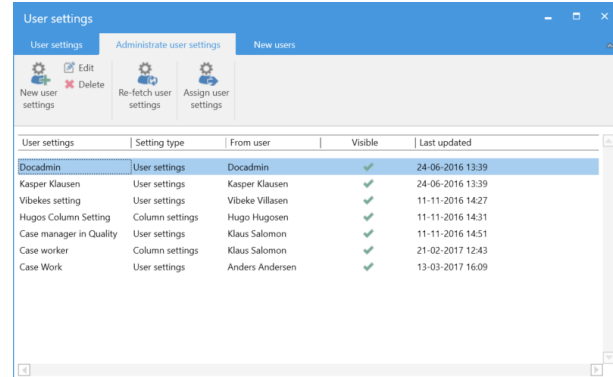 User settings
User settings Administrate user settings New users
New user settings
Edit
Delete
Re-fetch user settings
Assign user settings
User settings Setting type From user Visible Last updated
Docadmin User settings Docadmin 24-06-2016 13:39
Kasper Klausen User settings Kasper Klausen 24-06-2016 13:39
Vibekes setting User settings Vibeke Villasen 11-11-2016 14:27
Hugos Column Setting Column settings Hugo Hugosen 11-11-2016 14:31
Case manager in Quality User settings Klaus Salomon 11-11-2016 14:51
Case worker Column settings Klaus Salomon 21-02-2017 12:43
Case Work User settings Anders Andersen 13-03-2017 16:09